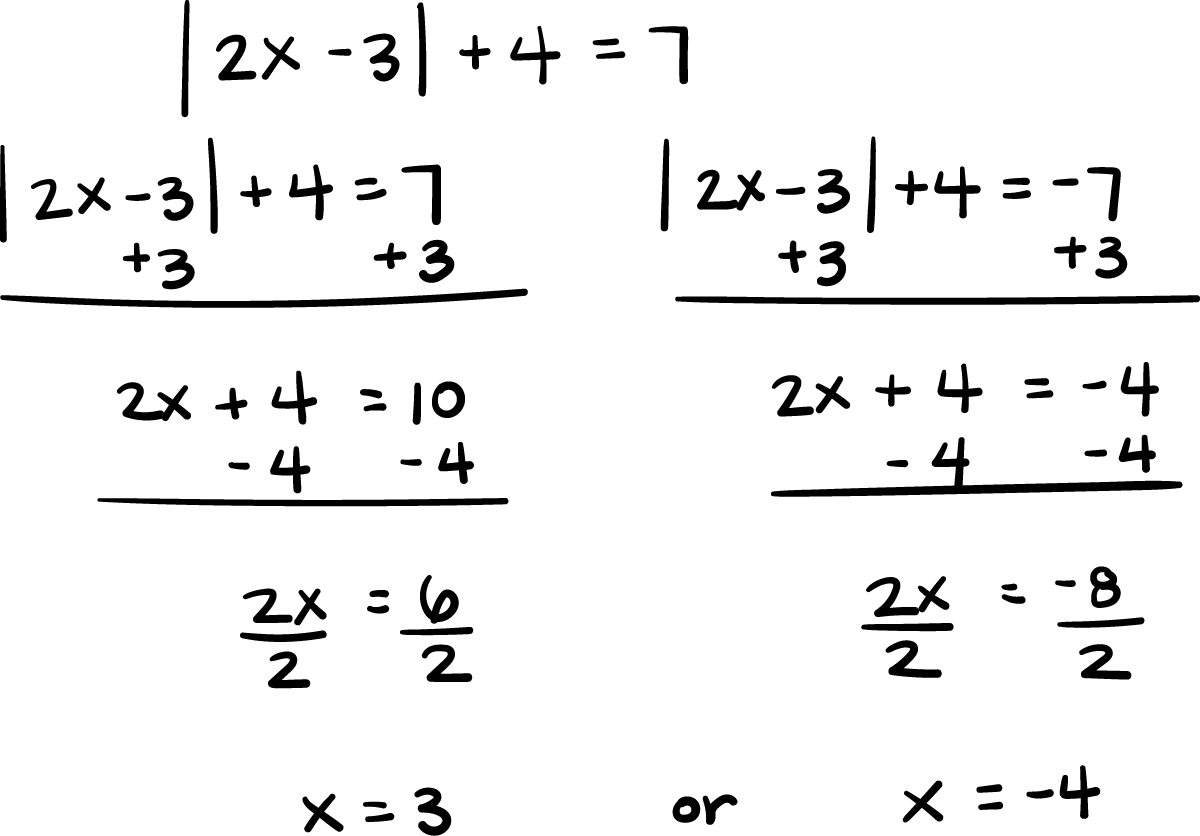 |2x - 3| + 4 = 7
|2x - 3| + 4 = 7
+3 +3
2x + 4 = 10
- 4 - 4
2x = 6
2 2
x = 3
or
|2x - 3| + 4 = -7
+3 +3
2x + 4 = -4
- 4 - 4
2x = -8
2 2
x = -4